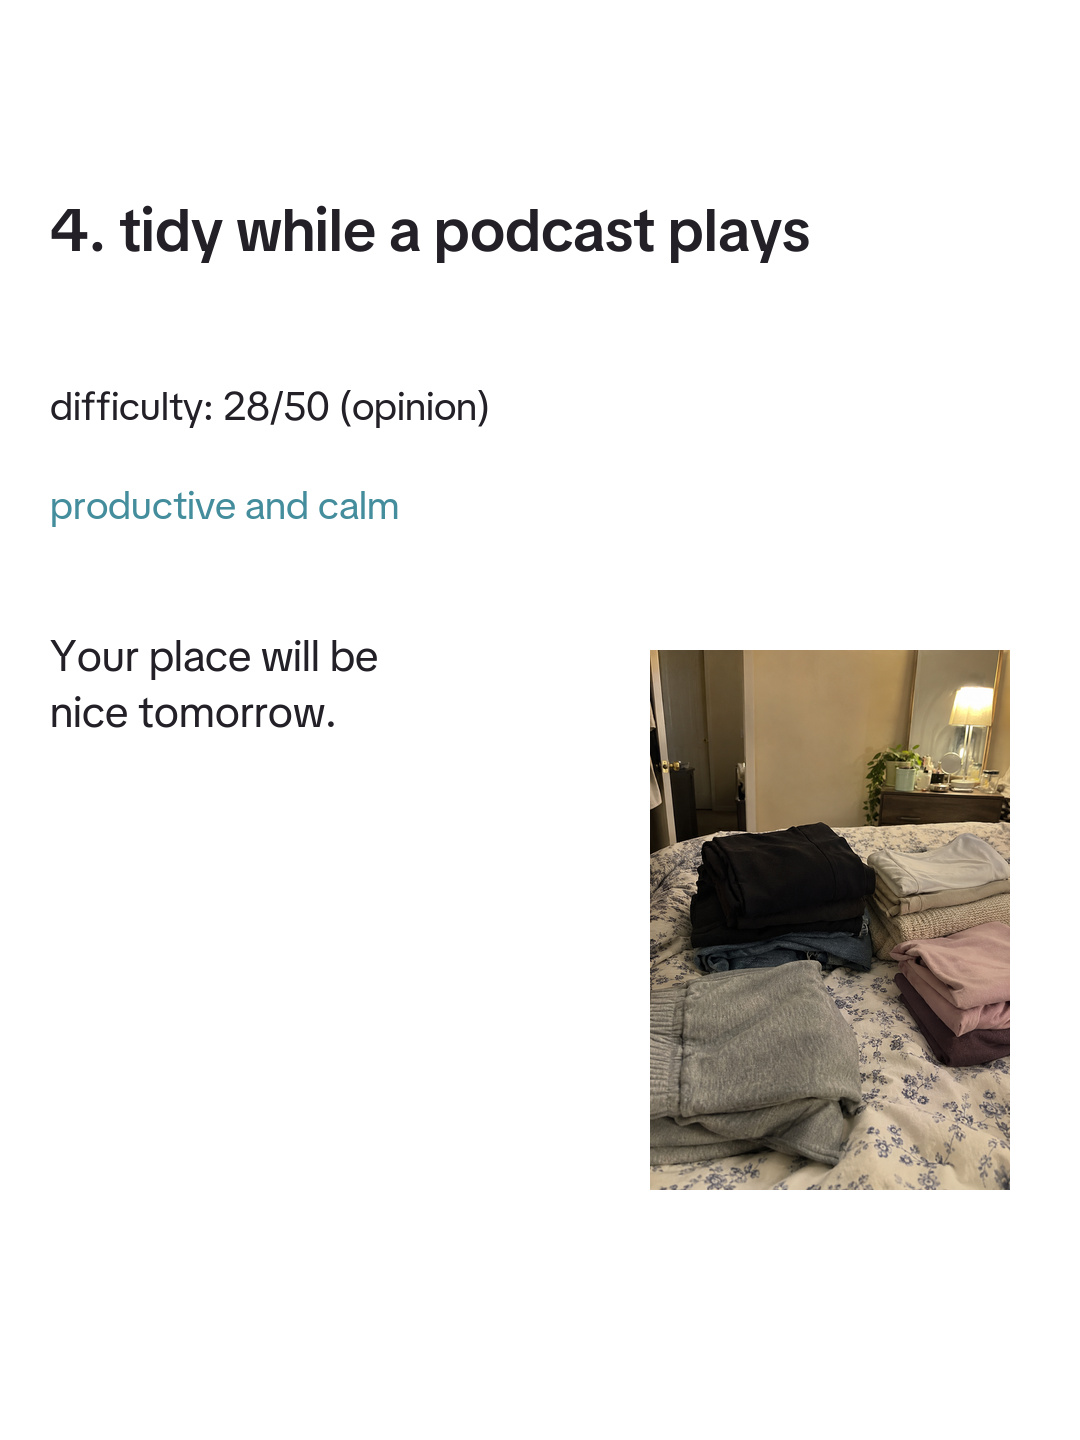 4. tidy while a podcast plays
difficulty: 28/50 (opinion)
productive and calm
Your place will be
nice tomorrow.